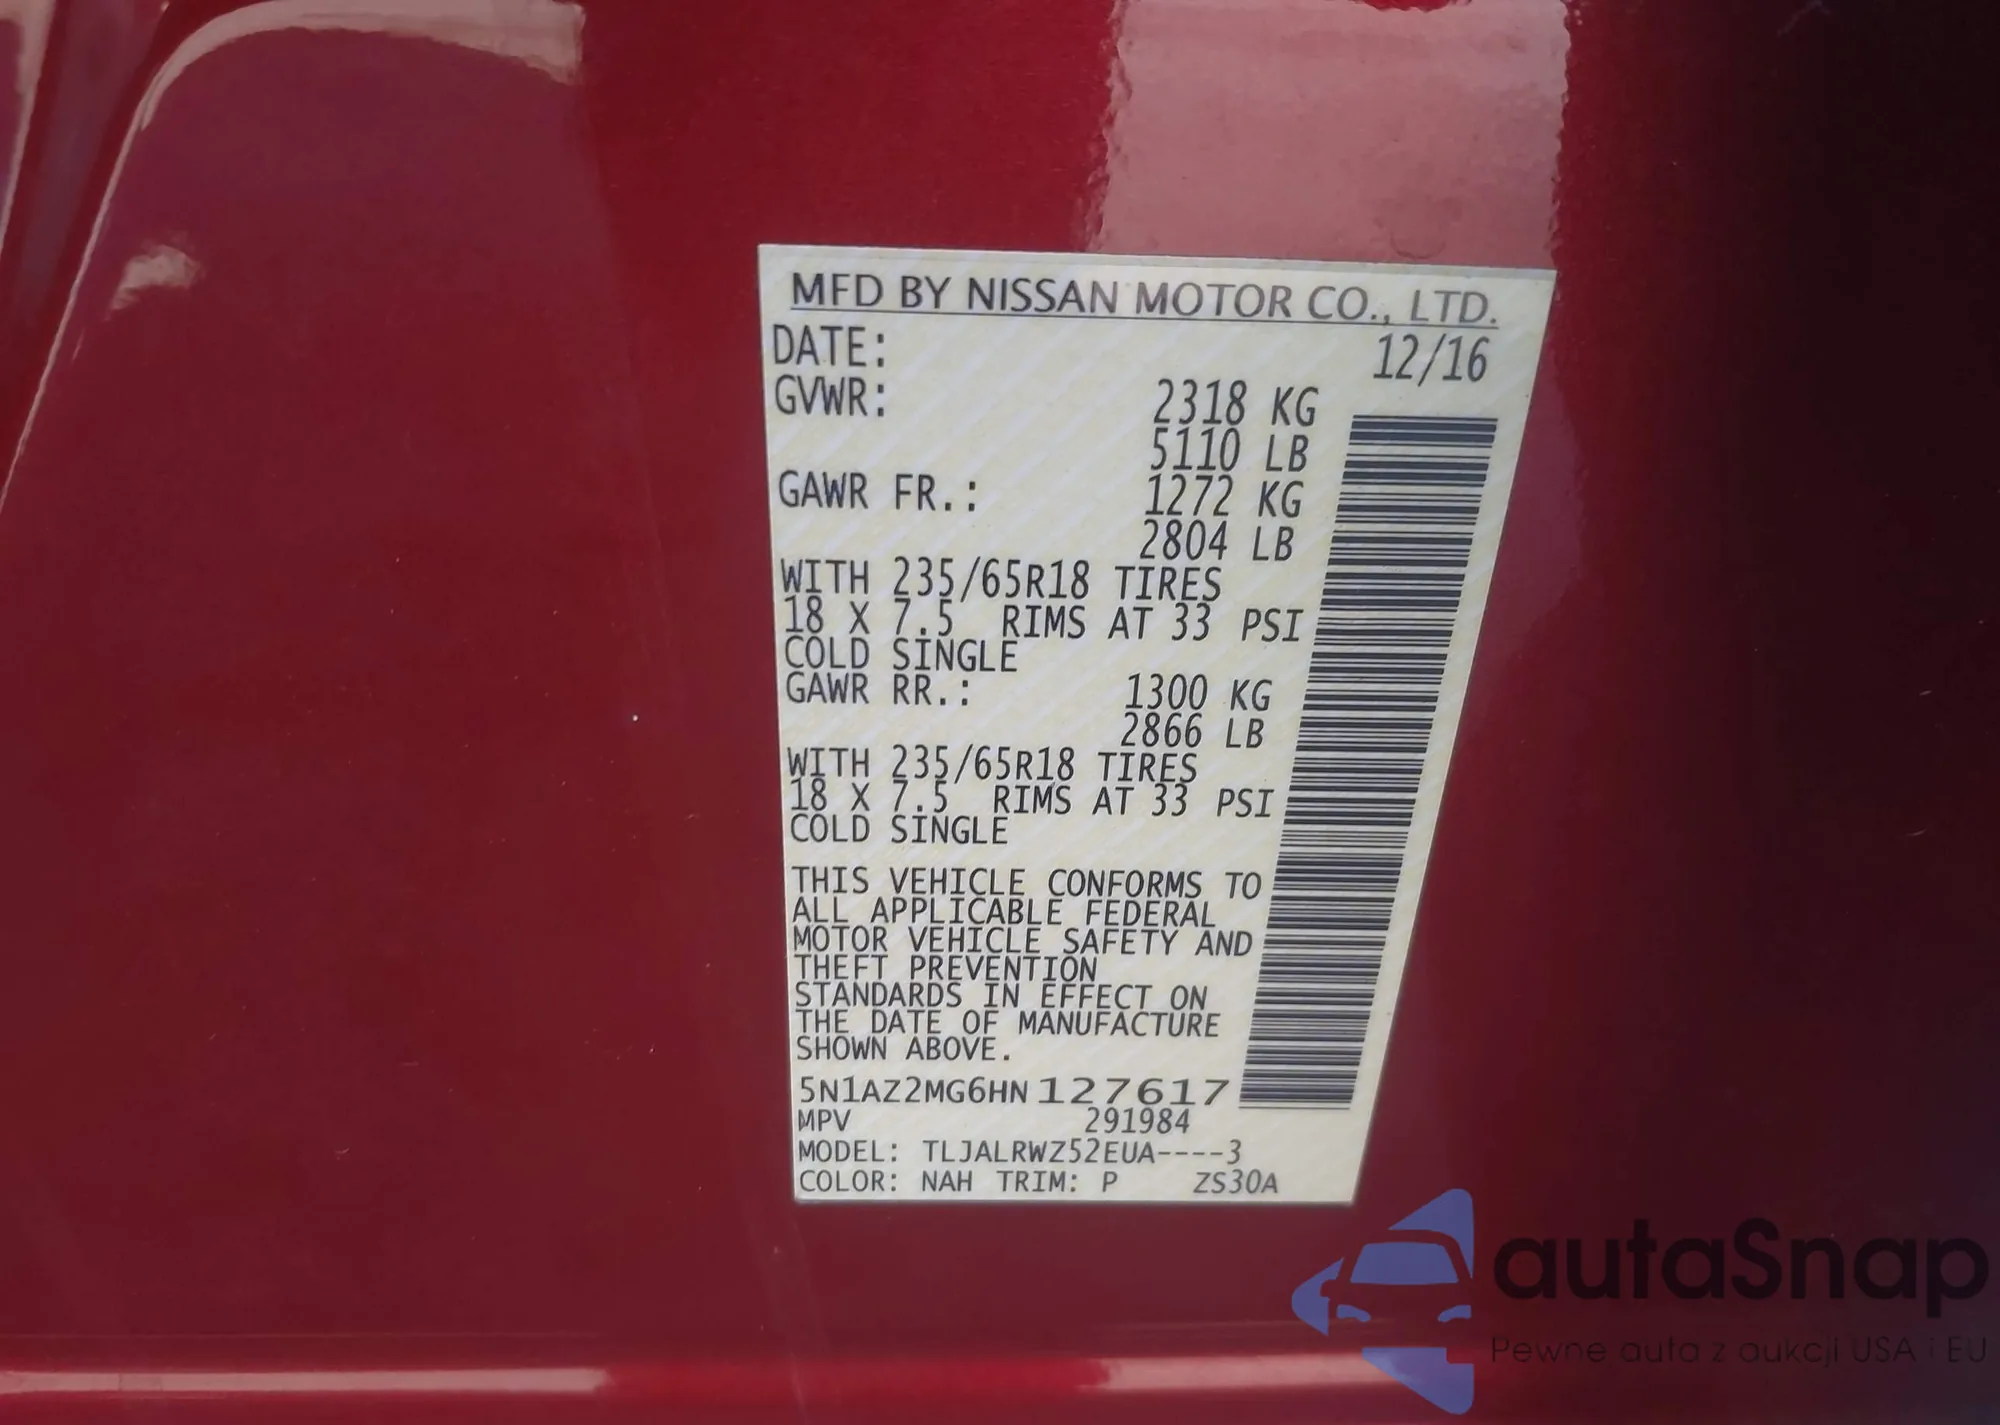 MFD BY NISSAN MOTOR CO., LTD.
DATE: 12/16
GVWR: 2318 KG
5110 LB
GAWR FR.: 1272 KG
2804 LB
WITH 235/65R18 TIRES
18 X 7.5 RIMS AT 33 PSI
COLD SINGLE
GAWR RR.: 1300 KG
2866 LB
WITH 235/65R18 TIRES
18 X 7.5 RIMS AT 33 PSI
COLD SINGLE
THIS VEHICLE CONFORMS TO
ALL APPLICABLE FEDERAL
MOTOR VEHICLE SAFETY AND
THEFT PREVENTION
STANDARDS IN EFFECT ON
THE DATE OF MANUFACTURE
SHOWN ABOVE.
5N1AZ2MG6HN127617
MPV 291984
MODEL: TLJALRWZ52EUA----3
COLOR: NAH TRIM: P ZS30A
autaSnap
Pewne auta z aukcji USA i EU